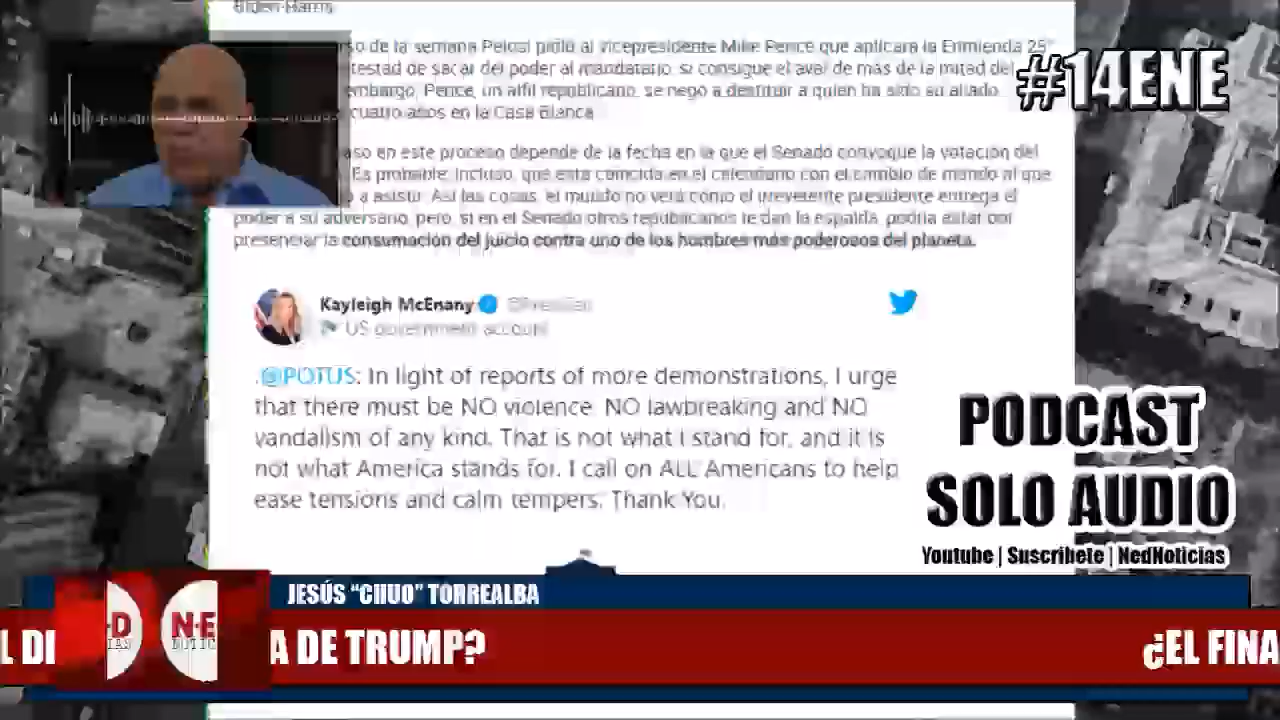 Biden-Harris
so de la semana Pelosi pidió al vicepresidente Mike Pence que aplicara la Enmienda 25
testad de sacar del poder al mandatario, si consigue el aval de más de la mitad del
embargo, Pence, un alfil republicano, se negó a destituir a quien ha sido su aliado
cuatro años en la Casa Blanca
#14ENE
aso en este proceso depende de la fecha en la que el Senado convoque la votación del
Es probable, incluso, que esta coincida en el calendario con el cambio de mando al que
a asistir. Así las cosas, el mundo no verá cómo el irreverente presidente entrega el
poder a su adversario, pero, si en el Senado otros republicanos le dan la espalda, podría estar por
presenciar la consumación del juicio contra uno de los hombres más poderosos del planeta.
Kayleigh McEnany
US government account
.@POTUS: In light of reports of more demonstrations, I urge
that there must be NO violence, NO lawbreaking and NO
vandalism of any kind. That is not what I stand for, and it is
not what America stands for. I call on ALL Americans to help
ease tensions and calm tempers. Thank You.
PODCAST
SOLO AUDIO
Youtube | Suscribete | NedNoticias
JESÚS “CHUO” TORREALBA
L DI
-D
IAS
N-E
NOTIC
A DE TRUMP?
¿EL FINA